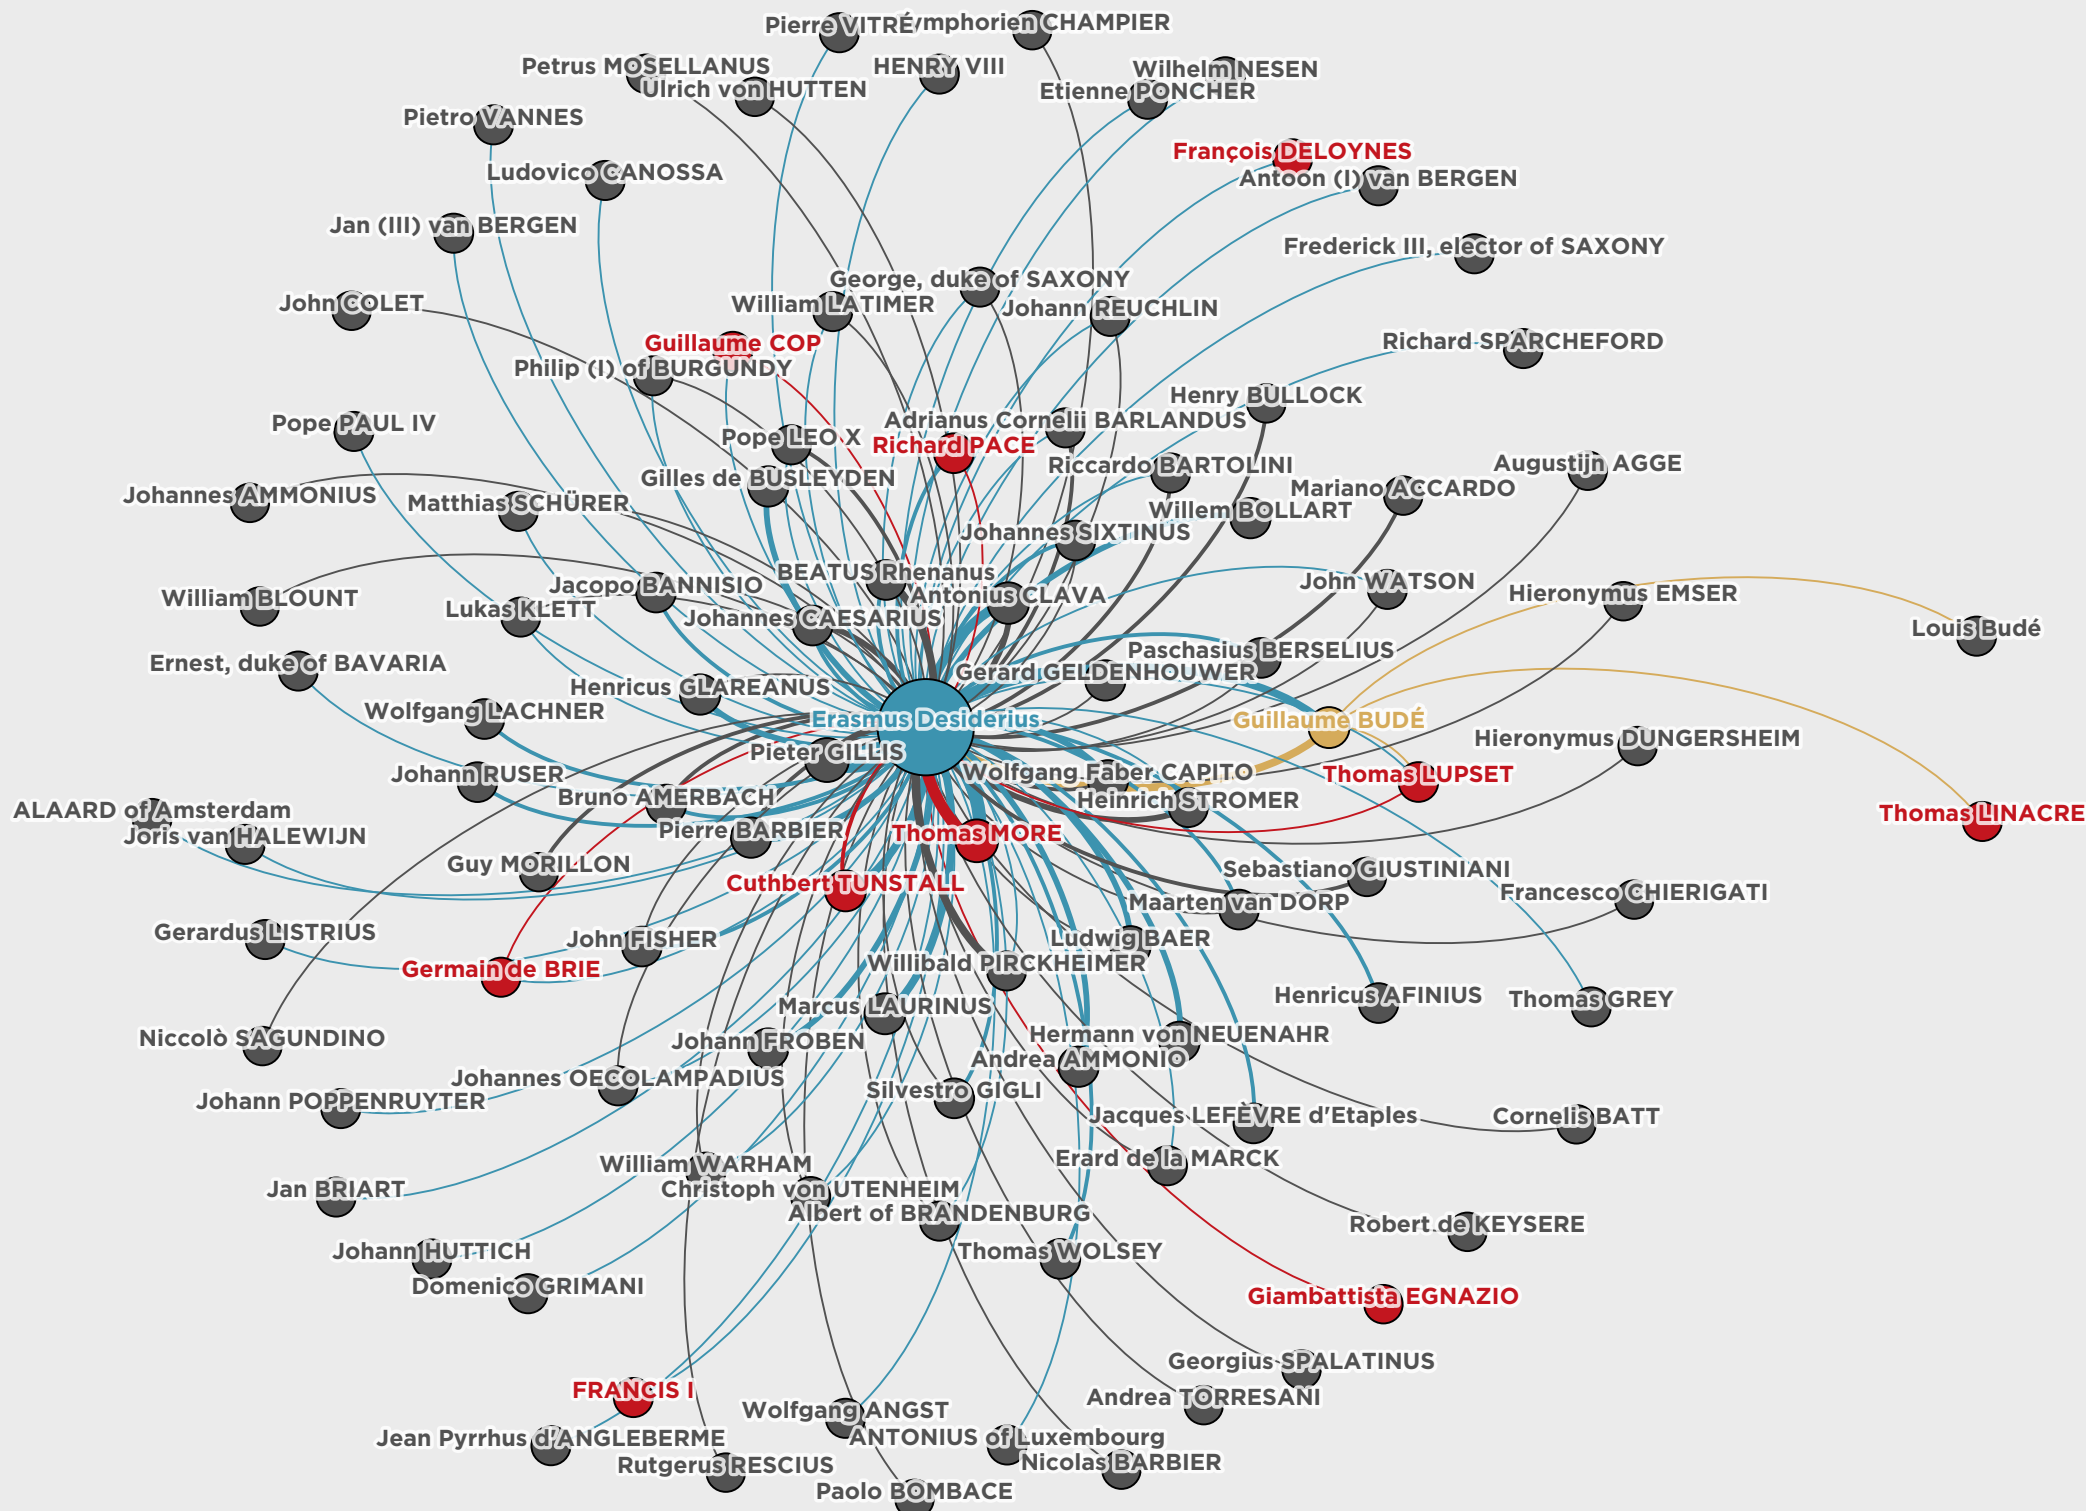 Pierre VITRÉ
ymphorien CHAMPIER
Petrus MOSELLANUS
HENRY VIII
Wilhelm NESEN
Ulrich von HUTTEN
Etienne PONCHER
Pietro VANNES
François DELOYNES
Ludovico CANOSSA
Antoon (I) van BERGEN
Jan (III) van BERGEN
Frederick III, elector of SAXONY
George, duke of SAXONY
John COLET
William LATIMER
Johann REUCHLIN
Guillaume COP
Richard SPARCHEFORD
Philip (I) of BURGUNDY
Henry BULLOCK
Pope PAUL IV
Adrianus Cornelii BARLANDUS
Pope LEO X
Richard PACE
Riccardo BARTOLINI
Augustijn AGGE
Gilles de BUSLEYDEN
Mariano ACCARDO
Johannes AMMONIUS
Matthias SCHÜRER
Willem BOLLART
Johannes SIXTINUS
BEATUS Rhenanus
John WATSON
Jacopo BANNISIO
Hieronymus EMSER
Antonius CLAVA
William BLOUNT
Lukas KLETT
Johannes CAESARIUS
Louis Budé
Paschasius BERSELIUS
Ernest, duke of BAVARIA
Gerard GELDENHOUWER
Henricus GLAREANUS
Wolfgang LACHNER
Erasmus Desiderius
Guillaume BUDÉ
Hieronymus DUNGERSHEIM
Pieter GILLIS
Wolfgang Faber CAPITO
Thomas LUPSET
Johann RUSER
Bruno AMERBACH
Heinrich STROMER
ALAARD of Amsterdam
Thomas LINACRE
Joris van HALEWIJN
Pierre BARBIER
Thomas MORE
Guy MORILLON
Sebastiano GIUSTINIANI
Cuthbert TUNSTALL
Francesco CHIERIGATI
Maarten van DORP
Gerardus LISTRIUS
John FISHER
Ludwig BAER
Germain de BRIE
Willibald PIRCKHEIMER
Henricus AFINIUS
Thomas GREY
Marcus LAURINUS
Niccolò SAGUNDINO
Johann FROBEN
Hermann von NEUENAHR
Andrea AMMONIO
Johannes OECOLAMPADIUS
Silvestro GIGLI
Johann POPPENRUYTER
Jacques LEFÈVRE d'Etaples
Cornelis BATT
William WARHAM
Erard de la MARCK
Jan BRIART
Christoph von UTENHEIM
Albert of BRANDENBURG
Robert de KEYSERE
Johann HUTTICH
Thomas WOLSEY
Domenico GRIMANI
Giambattista EGNAZIO
Georgius SPALATINUS
FRANCIS I
Andrea TORRESANI
Wolfgang ANGST
Jean Pyrrhus d'ANGLEBERME
ANTONIUS of Luxembourg
Rutgerus RESCIUS
Nicolas BARBIER
Paolo BOMBACE